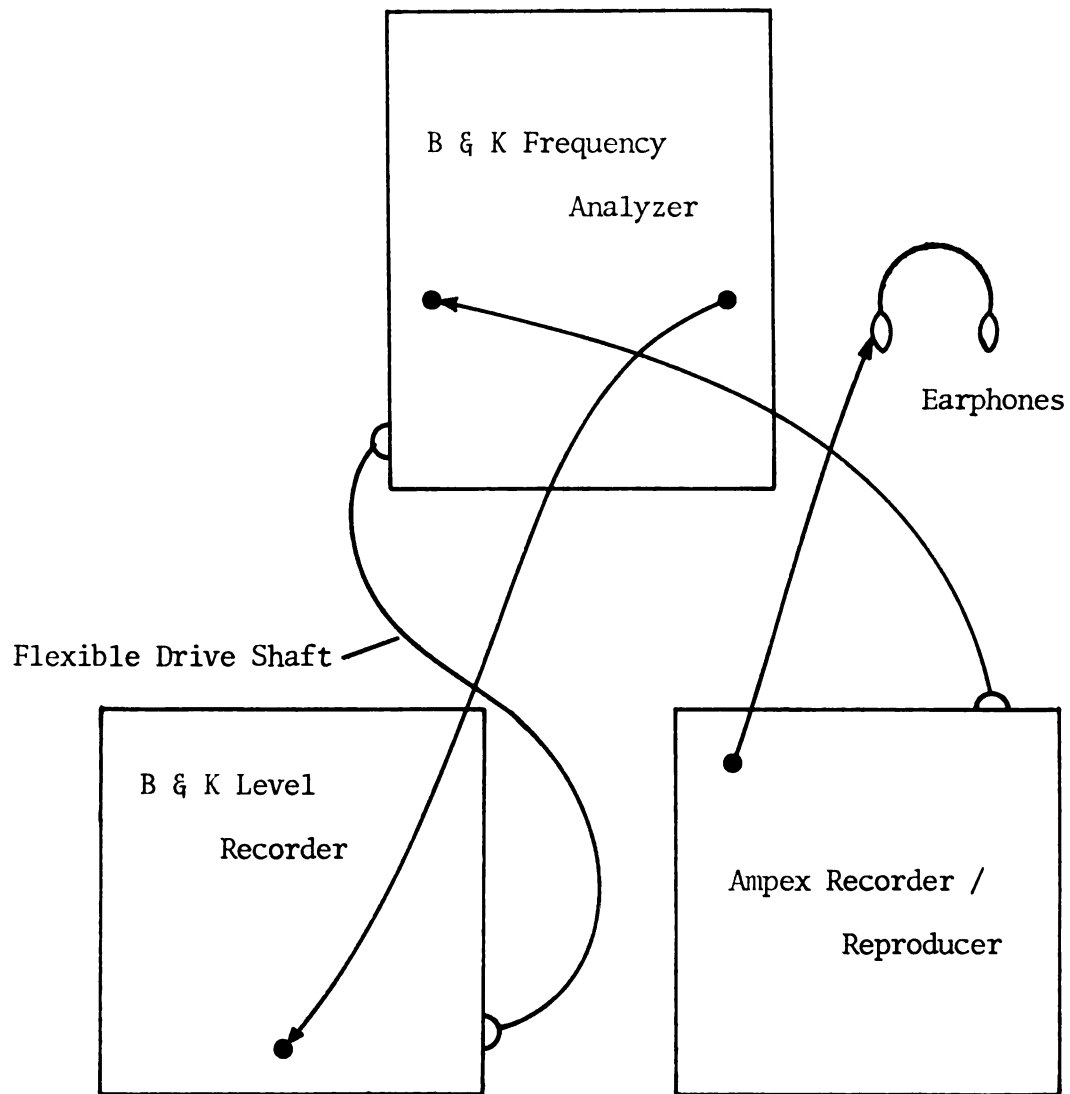 B & K Frequency
Analyzer
Earphones
Flexible Drive Shaft
B & K Level
Recorder
Ampex Recorder /
Reproducer